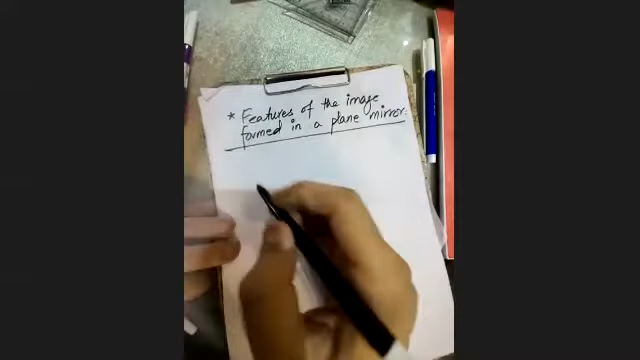 * Features of the image
formed in a plane mirror.